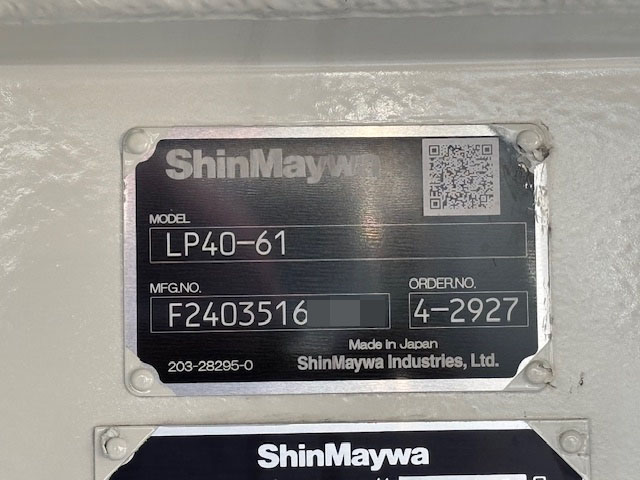 ShinMaywa
MODEL
LP40-61
MFG.NO. ORDER.NO.
F2403516 4-2927
Made in Japan
203-28295-0 ShinMaywa Industries, Ltd.
ShinMaywa